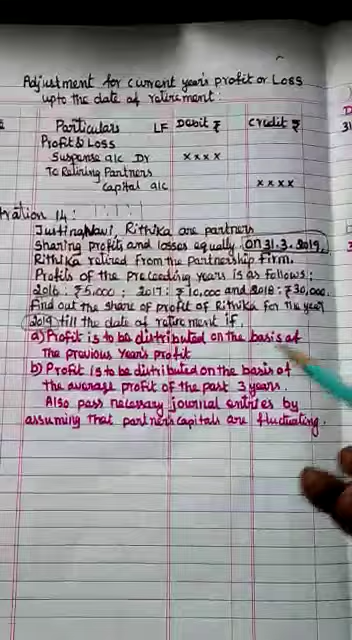 Adjustment for current year's profit or Loss
upto the date of retirement:
Particulars LF Debit ₹ Credit ₹
Profit & Loss
Suspense a/c Dr xxxx
To Retiring Partners
Capital a/c xxxx
tration 14:
Justina, Navi, Rithika are partners
sharing profits and losses equally. On 31.3.2019,
Rithika retired from the Partnership firm.
Profits of the Preceeding years is as follows:
2016: ₹5,000; 2017: ₹10,000 and 2018: ₹30,000.
Find out the share of profit of Rithika for the year
2019 till the date of retirement if.
a) Profit is to be distributed on the basis of
The previous Year's profit
b) Profit is to be distributed on the basis of
the average profit of the past 3 years.
Also pass necessary journal entries by
assuming that partners capitals are fluctuating.